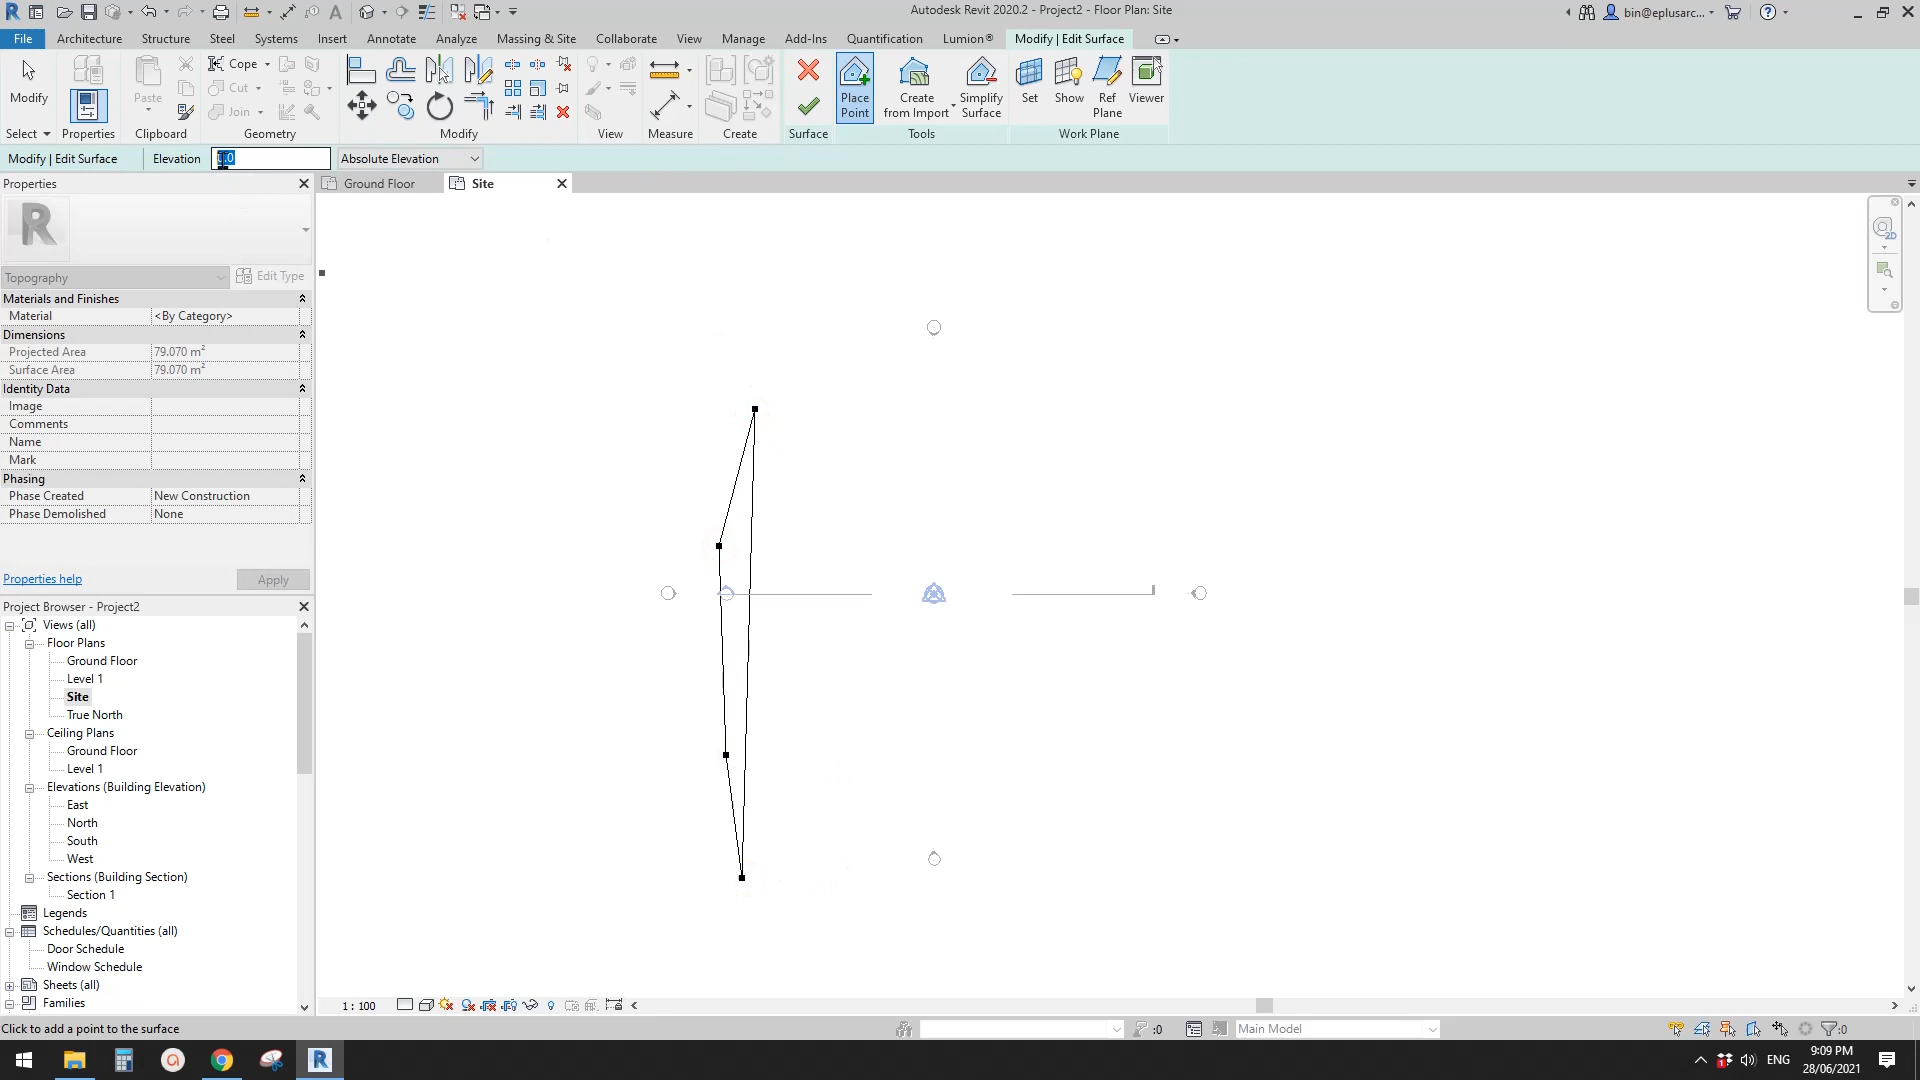 Autodesk Revit 2020.2 - Project2 - Floor Plan: Site
bin@eplusarc...
File Architecture Structure Steel Systems Insert Annotate Analyze Massing & Site Collaborate View Manage Add-Ins Quantification Lumion® Modify | Edit Surface
Modify
Paste
Cope
Cut
Join
Place
Point
Create
from Import
Simplify
Surface
Set
Show
Ref
Plane
Viewer
Select Properties Clipboard Geometry Modify View Measure Create Surface Tools Work Plane
Modify | Edit Surface Elevation Absolute Elevation
Properties
Ground Floor
Site
R
Topography
Edit Type
Materials and Finishes
Material <By Category>
Dimensions
Projected Area 79.070 m²
Surface Area 79.070 m²
Identity Data
Image
Comments
Name
Mark
Phasing
Phase Created New Construction
Phase Demolished None
Properties help
Apply
Project Browser - Project2
Views (all)
Floor Plans
Ground Floor
Level 1
Site
True North
Ceiling Plans
Ground Floor
Level 1
Elevations (Building Elevation)
East
North
South
West
Sections (Building Section)
Section 1
Legends
Schedules/Quantities (all)
Door Schedule
Window Schedule
Sheets (all)
Families
2D
1 : 100
Click to add a point to the surface
:0
Main Model
:0
ENG
9:09 PM
28/06/2021